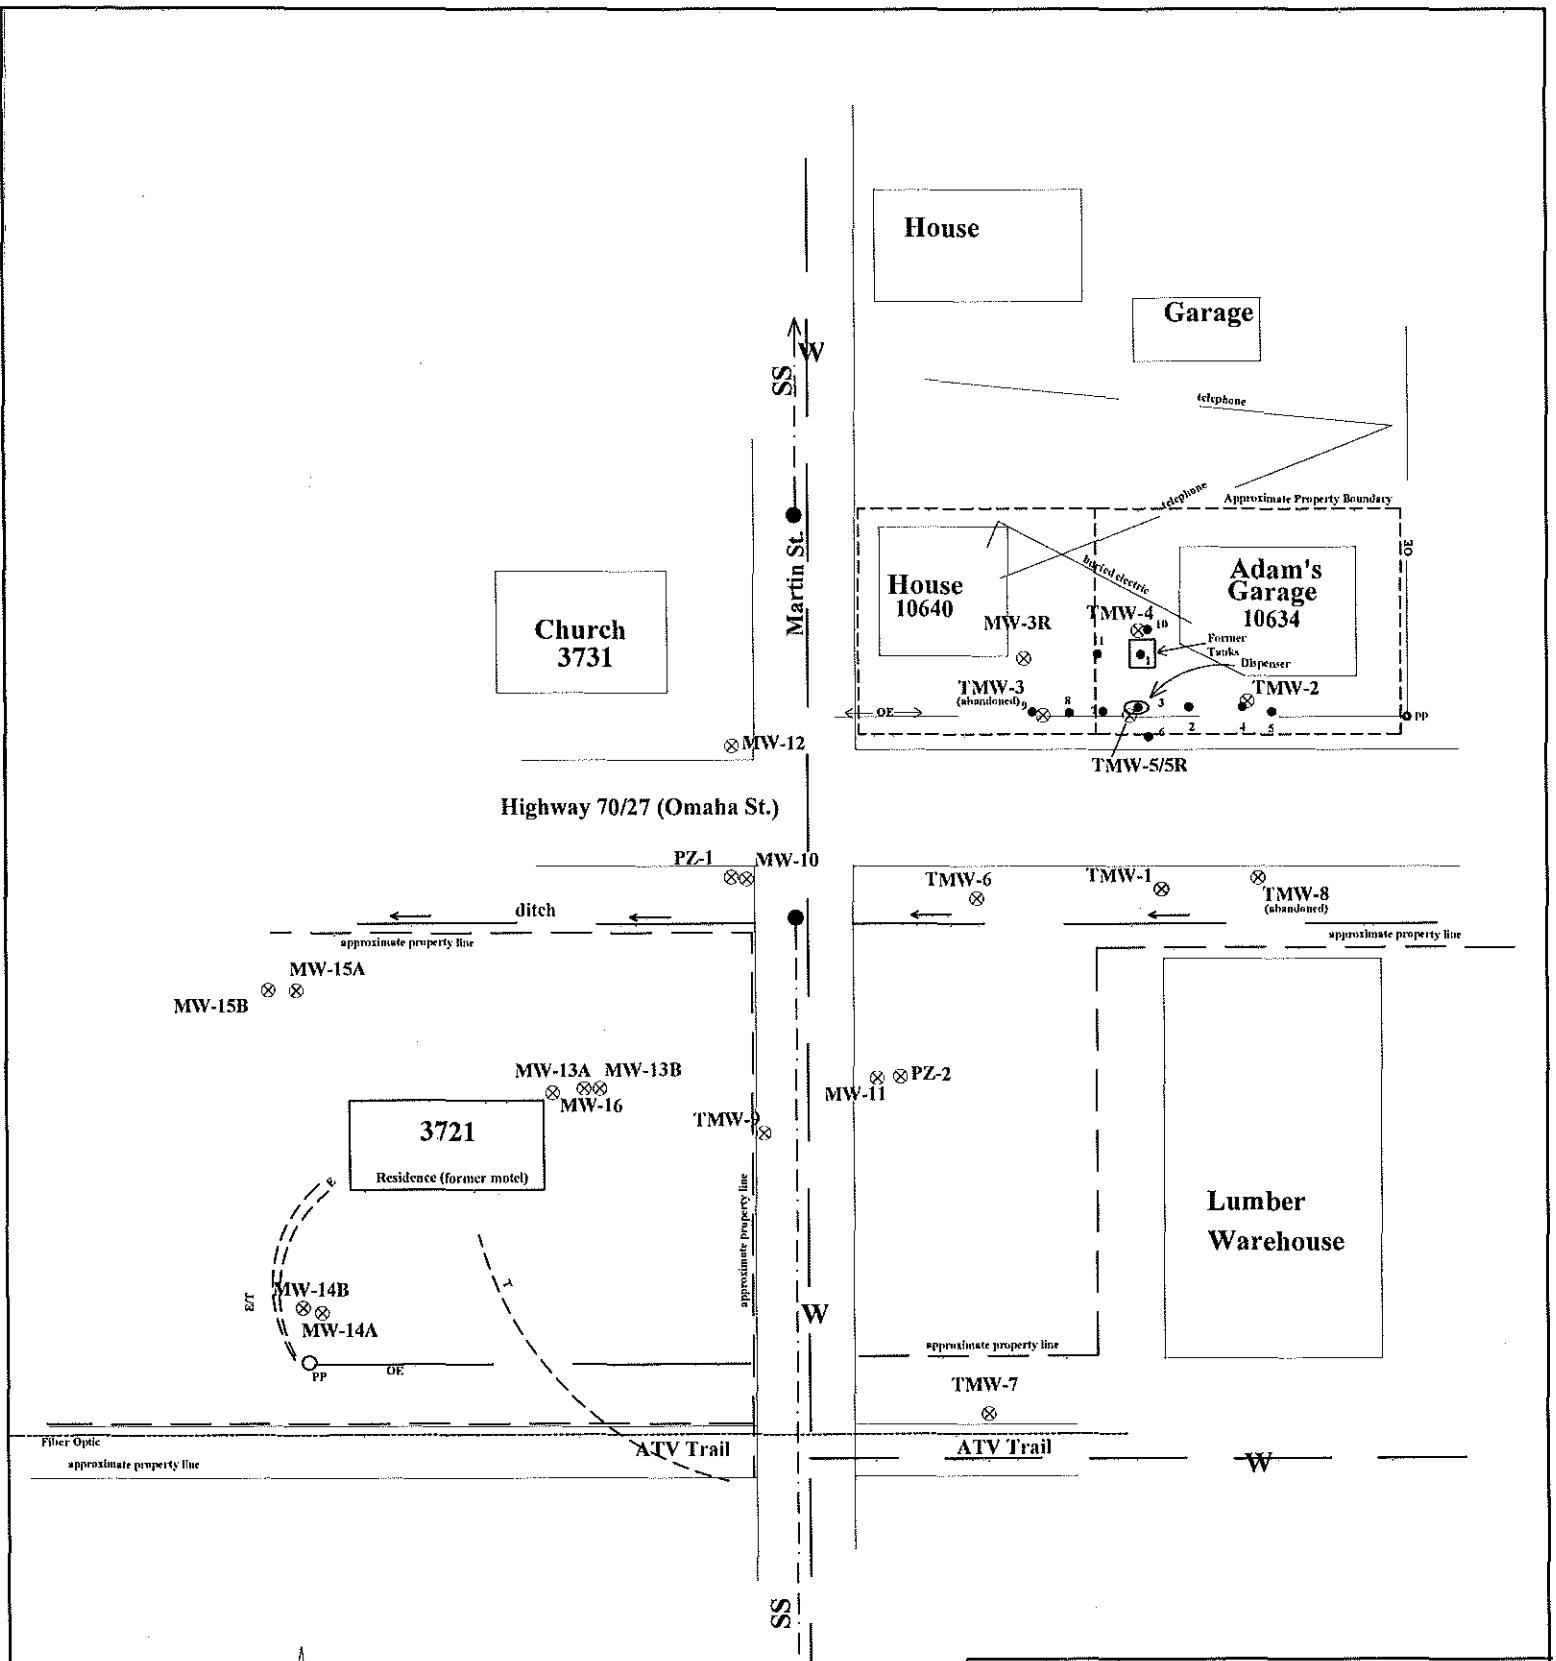 House
Garage
W
SS
telephone
telephone
Approximate Property Boundary
Martin St.
OE
House
10640
buried electric
Adam's
Garage
10634
Church
3731
MW-3R
TMW-4
10
11
1
Former
Tanks
Dispenser
TMW-3
(abandoned)
TMW-2
OE
9
8
7
3
2
4
5
6
PP
MW-12
TMW-5/5R
Highway 70/27 (Omaha St.)
PZ-1
MW-10
TMW-6
TMW-1
TMW-8
(abandoned)
ditch
approximate property line
approximate property line
MW-15A
MW-15B
MW-13A
MW-13B
MW-16
MW-11
PZ-2
TMW-9
3721
Residence (former motel)
E
approximate property line
Lumber
Warehouse
E/T
MW-14B
MW-14A
T
W
PP
OE
approximate property line
TMW-7
Fiber Optic
ATV Trail
ATV Trail
approximate property line
W
SS